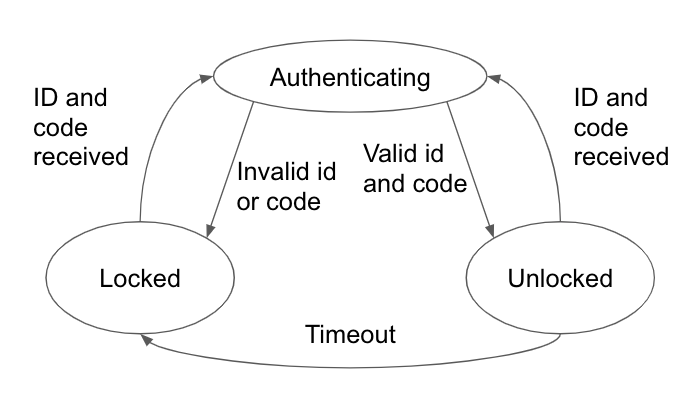 Authenticating
ID and
code
received
ID and
code
received
Invalid id
or code
Valid id
and code
Locked
Unlocked
Timeout